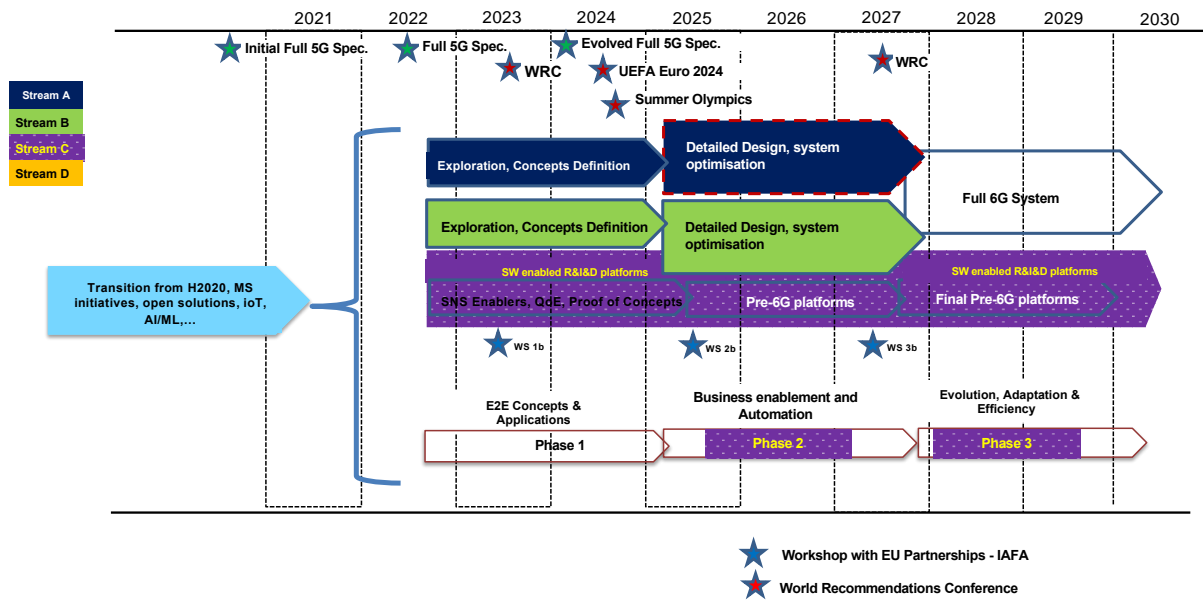 2021 2022 2023 2024 2025 2026 2027 2028 2029 2030
Initial Full 5G Spec.
Full 5G Spec.
Evolved Full 5G Spec.
WRC
UEFA Euro 2024
WRC
Summer Olympics
Stream A
Stream B
Stream C
Stream D
Exploration, Concepts Definition
Detailed Design, system
optimisation
Full 6G System
Exploration, Concepts Definition
Detailed Design, system
optimisation
SW enabled R&I&D platforms
SW enabled R&I&D platforms
Transition from H2020, MS
initiatives, open solutions, ioT,
AI/ML,...
SNS Enablers, QoE, Proof of Concepts
Pre-6G platforms
Final Pre-6G platforms
WS 1b
WS 2b
WS 3b
E2E Concepts &
Applications
Business enablement and
Automation
Evolution, Adaptation &
Efficiency
Phase 1
Phase 2
Phase 3
Workshop with EU Partnerships - IAFA
World Recommendations Conference